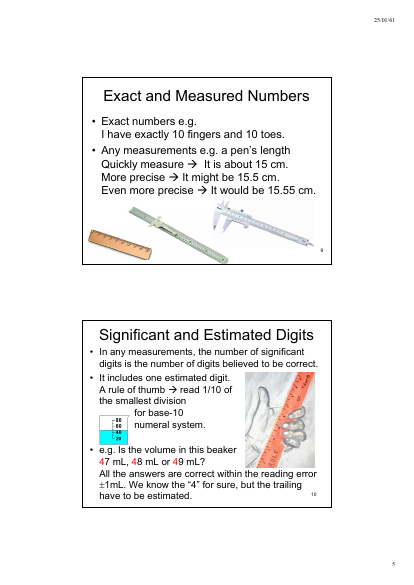 25/01/61
Exact and Measured Numbers
• Exact numbers e.g.
I have exactly 10 fingers and 10 toes.
• Any measurements e.g. a pen's length
Quickly measure → It is about 15 cm.
More precise → It might be 15.5 cm.
Even more precise → It would be 15.55 cm.
9
Significant and Estimated Digits
• In any measurements, the number of significant
digits is the number of digits believed to be correct.
• It includes one estimated digit.
A rule of thumb → read 1/10 of
the smallest division
for base-10
numeral system.
80
60
40
20
RULE OF THUMB
• e.g. Is the volume in this beaker
47 mL, 48 mL or 49 mL?
All the answers are correct within the reading error
±1mL. We know the "4" for sure, but the trailing
have to be estimated.
10
5